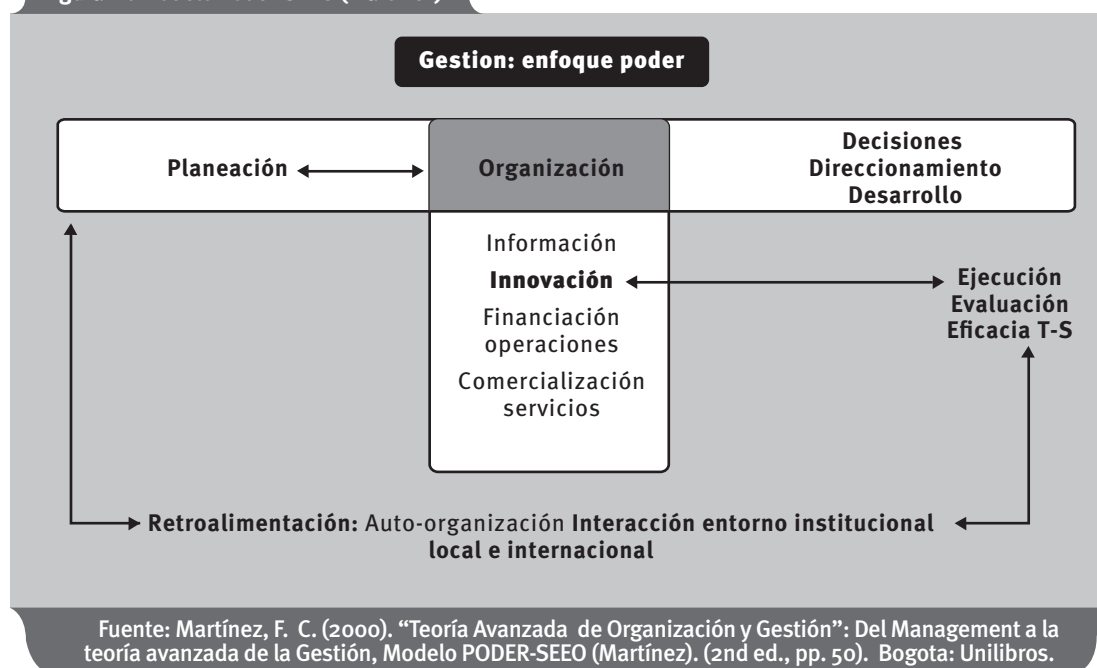 Gestion: enfoque poder
Planeación
Organización
Decisiones
Direccionamiento
Desarrollo
Información
Innovación
Financiación
operaciones
Comercialización
servicios
Ejecución
Evaluación
Eficacia T-S
Retroalimentación: Auto-organización Interacción entorno institucional
local e internacional
Fuente: Martínez, F. C. (2000). “Teoría Avanzada de Organización y Gestión”: Del Management a la
teoría avanzada de la Gestión, Modelo PODER-SEEO (Martínez). (2nd ed., pp. 50). Bogota: Unilibros.